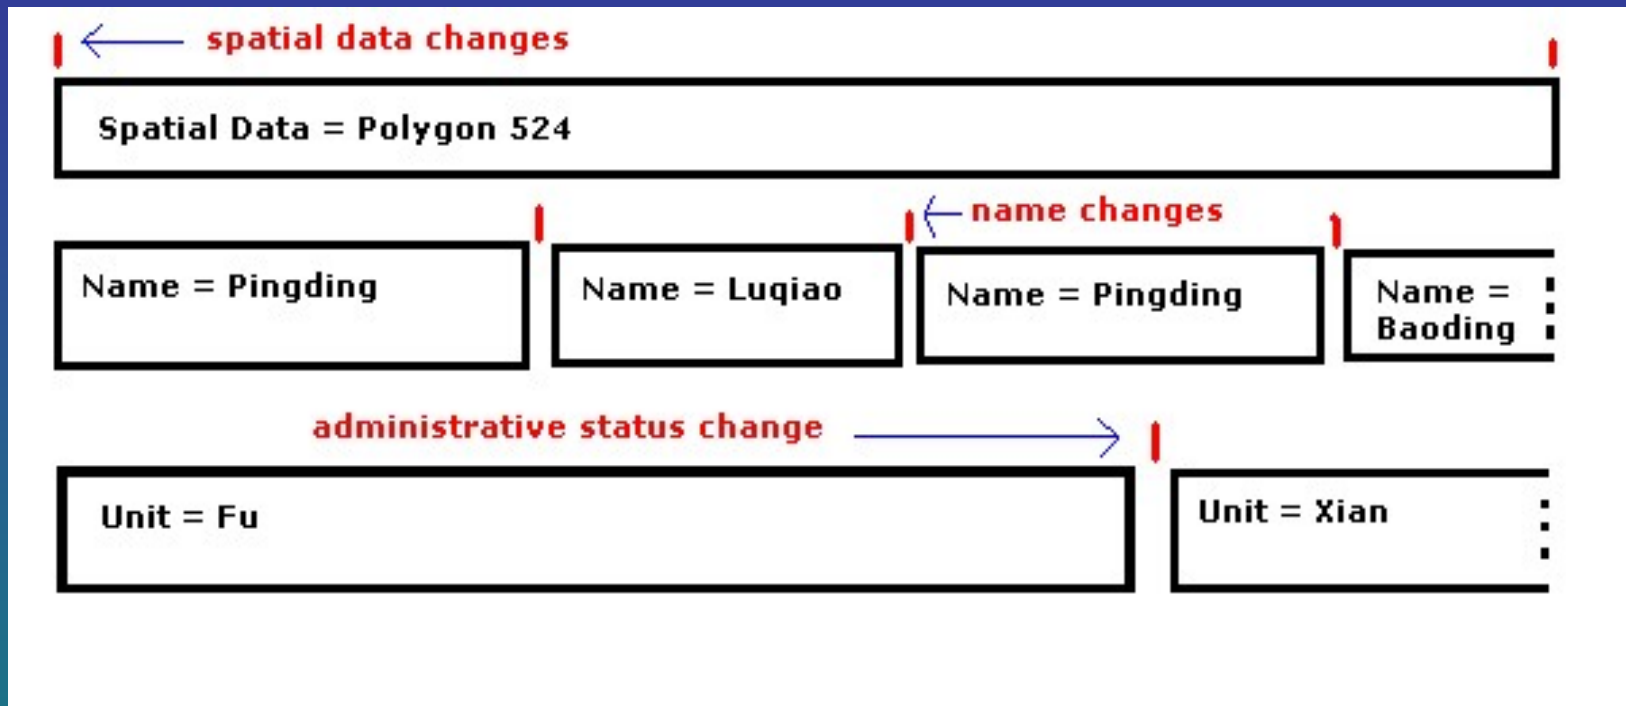 spatial data changes
Spatial Data = Polygon 524
name changes
Name = Pingding
Name = Luqiao
Name = Pingding
Name =
Baoding
administrative status change
Unit = Fu
Unit = Xian